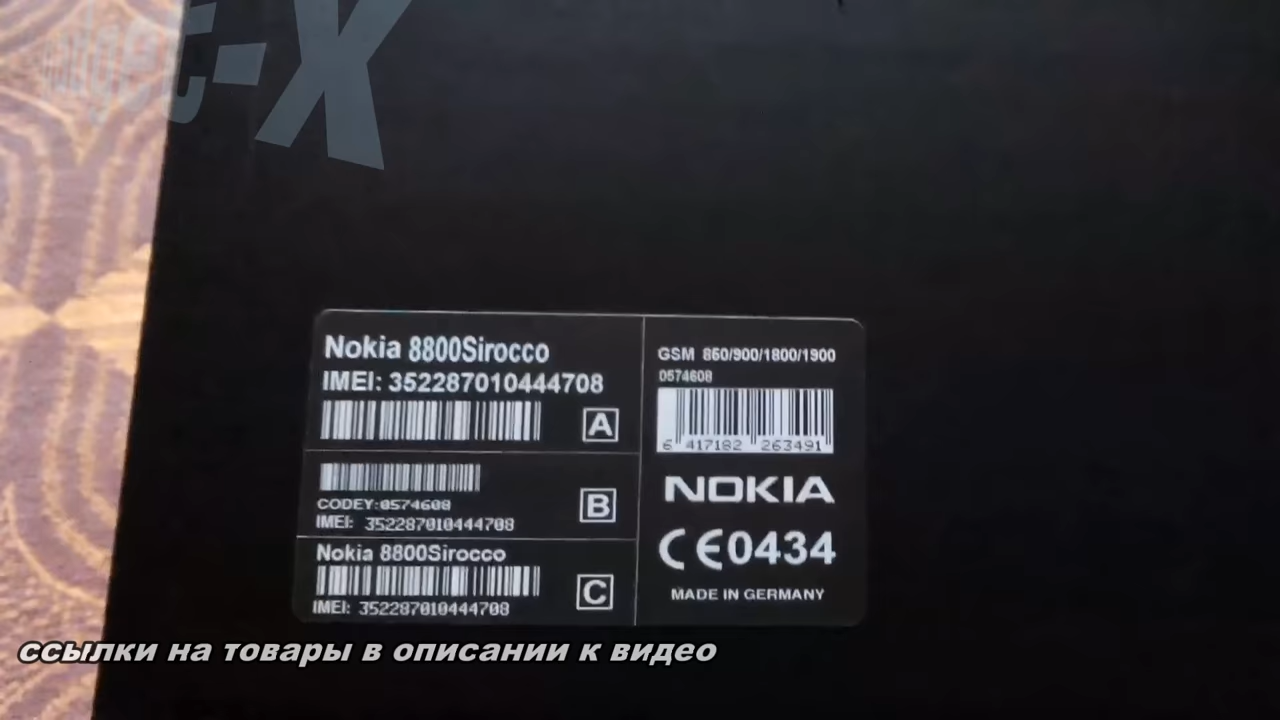 Nokia 8800Sirocco
IMEI: 352287010444708
A
CODEY:0574608
IMEI: 352287010444708
B
Nokia 8800Sirocco
IMEI: 352287010444708
C
GSM 850/900/1800/1900
0574608
6 417182 263491
NOKIA
CE0434
MADE IN GERMANY
ссылки на товары в описании к видео